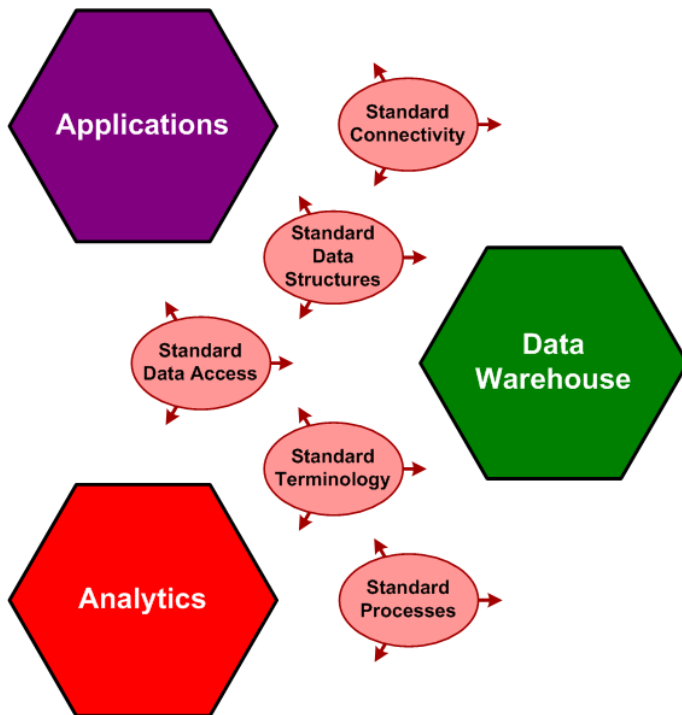 Applications
Standard
Connectivity
Standard
Data
Structures
Data
Warehouse
Standard
Data Access
Standard
Terminology
Analytics
Standard
Processes